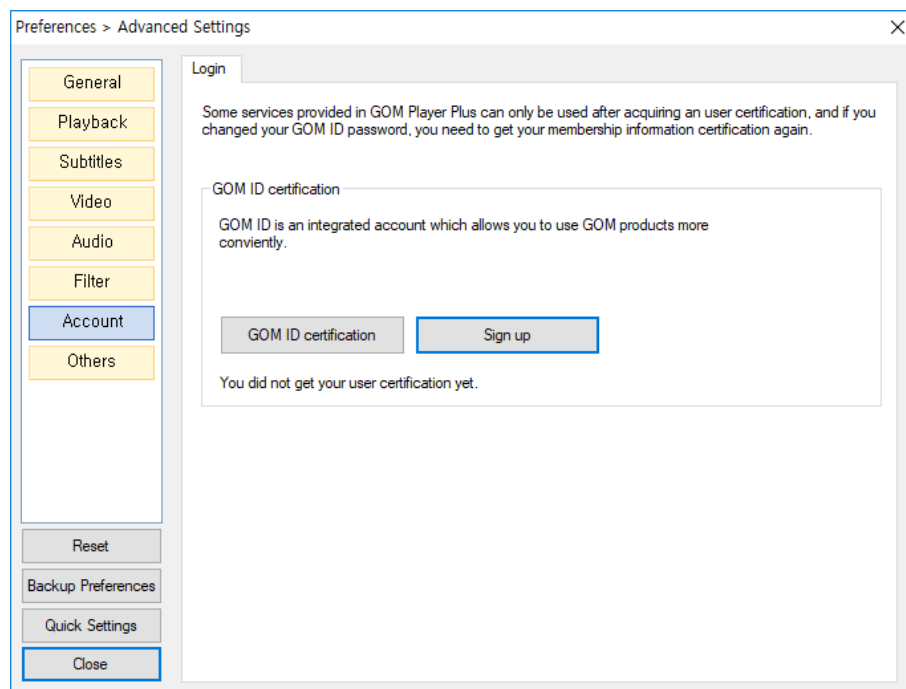 Preferences > Advanced Settings
General
Playback
Subtitles
Video
Audio
Filter
Account
Others
Reset
Backup Preferences
Quick Settings
Close
Login
Some services provided in GOM Player Plus can only be used after acquiring an user certification, and if you
changed your GOM ID password, you need to get your membership information certification again.
GOM ID certification
GOM ID is an integrated account which allows you to use GOM products more
conviently.
GOM ID certification
Sign up
You did not get your user certification yet.